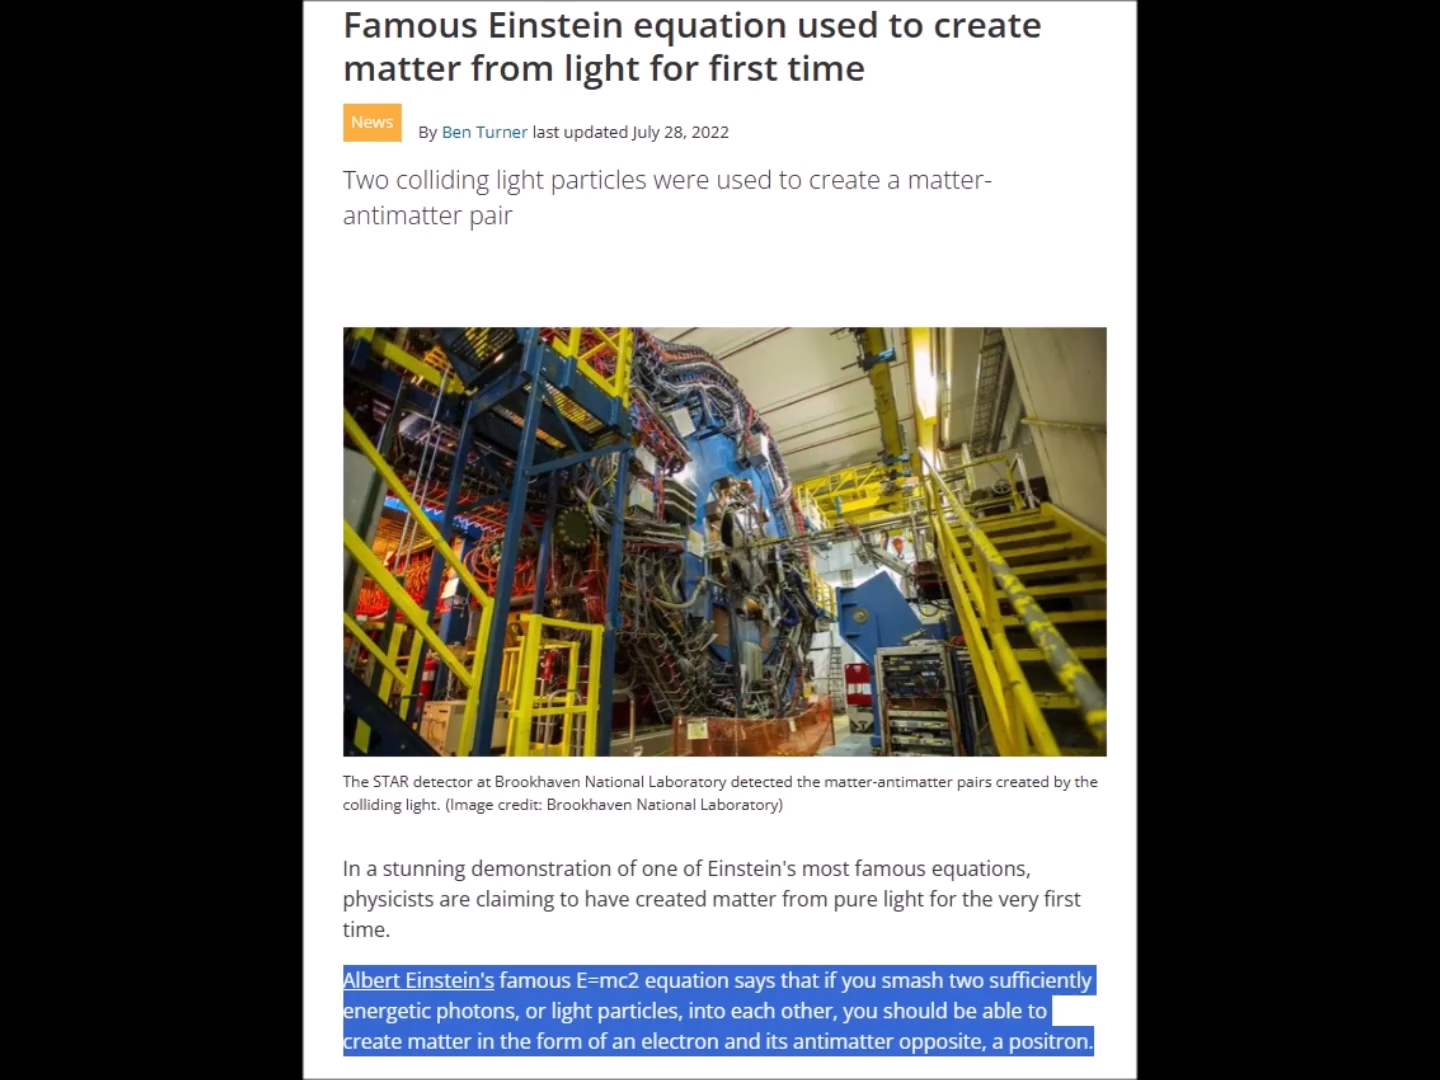 Famous Einstein equation used to create
matter from light for first time
News
By Ben Turner last updated July 28, 2022
Two colliding light particles were used to create a matter-
antimatter pair
The STAR detector at Brookhaven National Laboratory detected the matter-antimatter pairs created by the
colliding light. (Image credit: Brookhaven National Laboratory)
In a stunning demonstration of one of Einstein's most famous equations,
physicists are claiming to have created matter from pure light for the very first
time.
Albert Einstein's famous E=mc2 equation says that if you smash two sufficiently
energetic photons, or light particles, into each other, you should be able to
create matter in the form of an electron and its antimatter opposite, a positron.